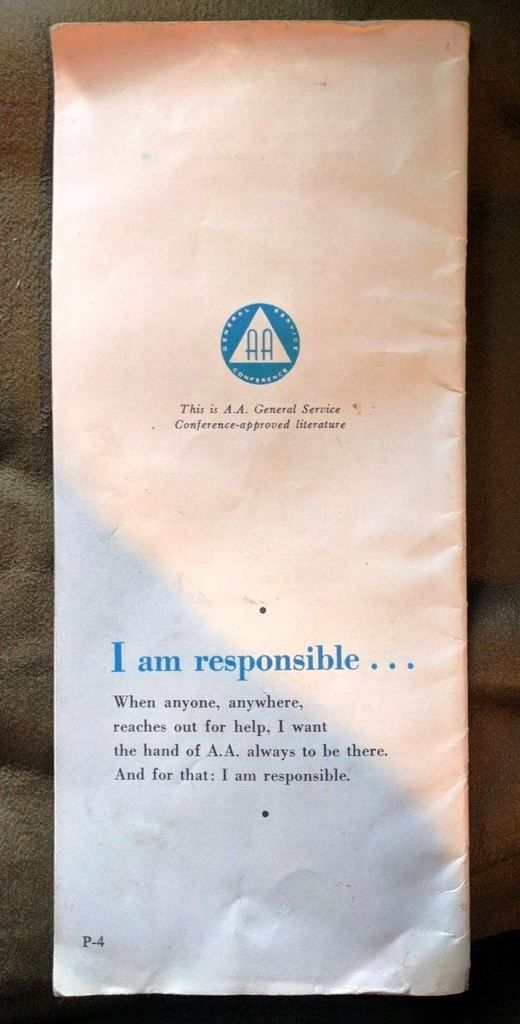 GENERAL SERVICE
AA
CONFERENCE
This is A.A. General Service
Conference-approved literature
I am responsible . . .
When anyone, anywhere,
reaches out for help, I want
the hand of A.A. always to be there.
And for that: I am responsible.
P-4